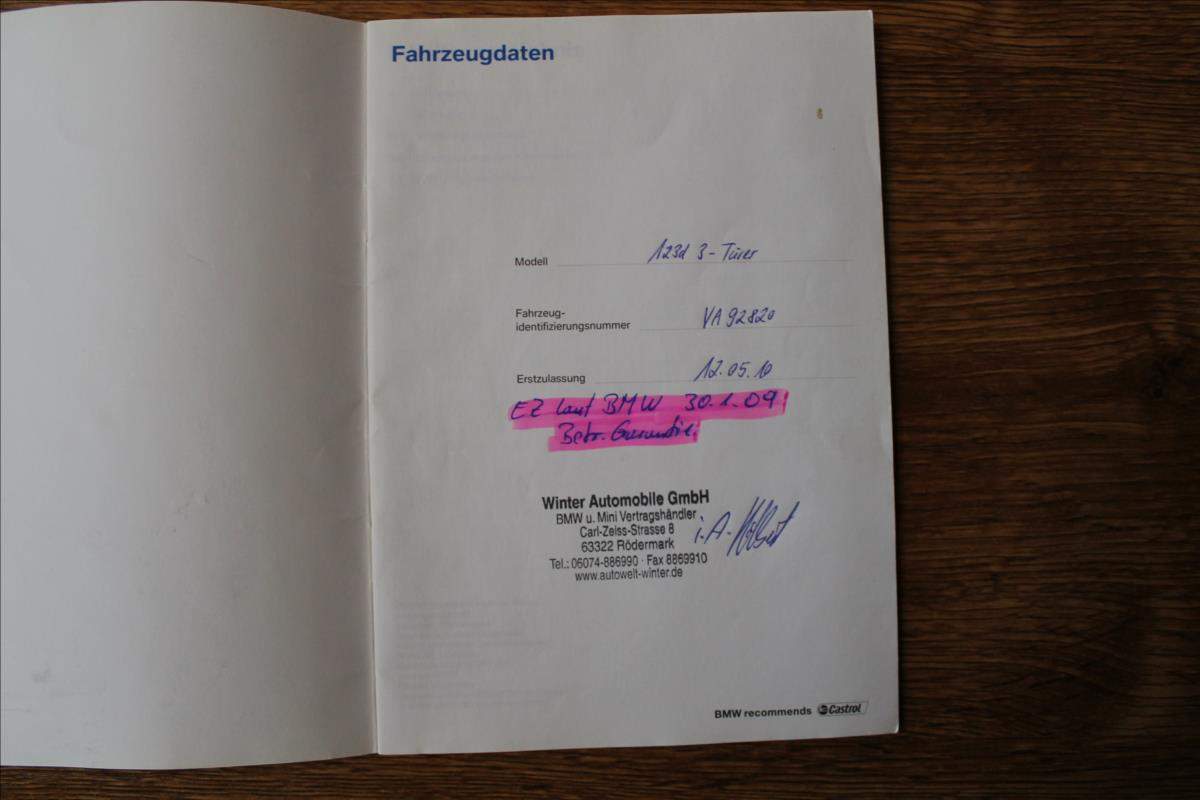 Fahrzeugdaten
Modell 123d 3-Türer
Fahrzeug-
identifizierungsnummer VA92820
Erstzulassung 12.05.10
EZ laut BMW 30.1.09!
Betr. Garantie!
Winter Automobile GmbH
BMW u. Mini Vertragshändler
Carl-Zeiss-Strasse 8
63322 Rödermark
i.A.
Tel.: 06074-886990 · Fax 8869910
www.autowelt-winter.de
BMW recommends Castrol